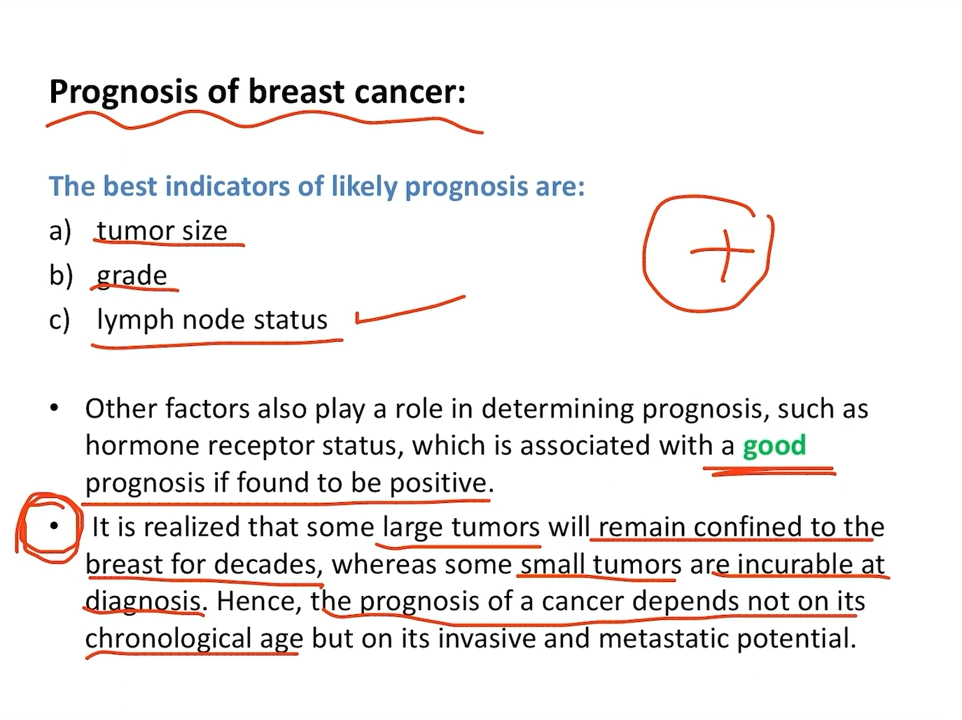 Prognosis of breast cancer:
The best indicators of likely prognosis are:
a) tumor size
b) grade
c) lymph node status
• Other factors also play a role in determining prognosis, such as
hormone receptor status, which is associated with a good
prognosis if found to be positive.
• It is realized that some large tumors will remain confined to the
breast for decades, whereas some small tumors are incurable at
diagnosis. Hence, the prognosis of a cancer depends not on its
chronological age but on its invasive and metastatic potential.